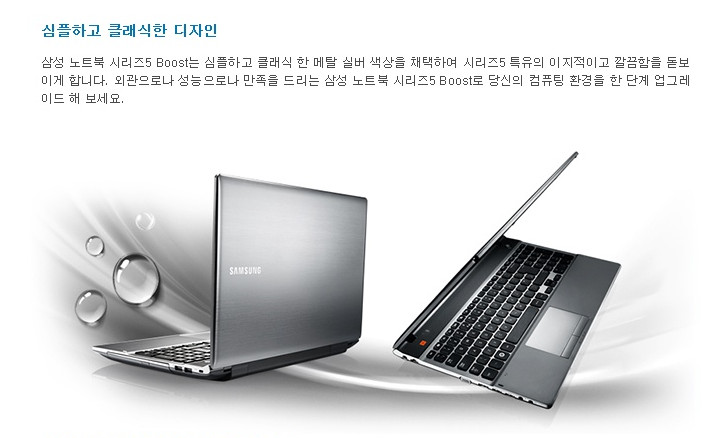 심플하고 클래식한 디자인
삼성 노트북 시리즈5 Boost는 심플하고 클래식 한 메탈 실버 색상을 채택하여 시리즈5 특유의 이지적이고 깔끔함을 돋보
이게 합니다. 외관으로나 성능으로나 만족을 드리는 삼성 노트북 시리즈5 Boost로 당신의 컴퓨팅 환경을 한 단계 업그레
이드 해 보세요.
SAMSUNG